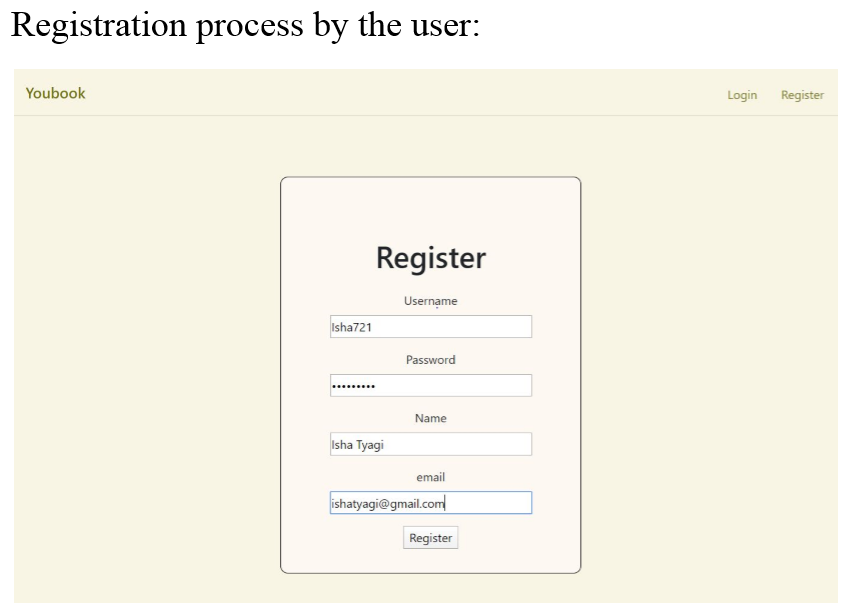 Registration process by the user:
Youbook
Login Register
Register
Username
Isha721
Password
•••••••••
Name
Isha Tyagi
email
ishatyagi@gmail.com
Register